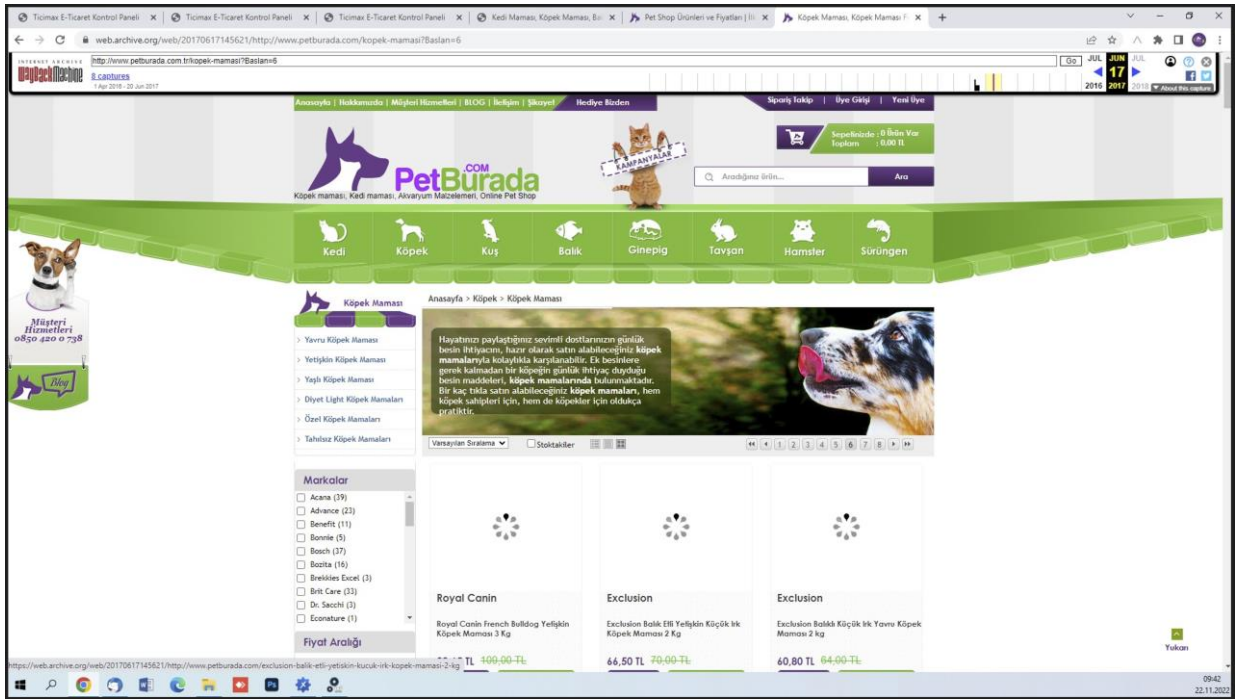 Ticimax E-Ticaret Kontrol Paneli
Ticimax E-Ticaret Kontrol Paneli
Ticimax E-Ticaret Kontrol Paneli
Kedi Maması, Köpek Maması, Ba
Pet Shop Ürünleri ve Fiyatları |
Köpek Maması, Köpek Maması Fi
web.archive.org/web/20170617145621/http://www.petburada.com/kopek-mamasi?Baslan=6
INTERNET ARCHIVE
WayBackMachine
http://www.petburada.com.tr/kopek-mamasi?Baslan=6
Go
JUL JUN JUL
8 captures
17
1 Apr 2016 - 20 Jun 2017
2016 2017 2018
About this capture
Anasayfa | Hakkımızda | Müşteri Hizmetleri | BLOG | İletişim | Şikayet
Hediye Bizden
Sipariş Takip | Üye Girişi | Yeni Üye
KAMPANYALAR
Sepetinizde : 0 Ürün Var
Toplam : 0,00 TL
PetBurada
.COM
Köpek maması, Kedi maması, Akvaryum Malzelemeri, Online Pet Shop
Aradığınız ürün...
Ara
Kedi
Köpek
Kuş
Balık
Ginepig
Tavşan
Hamster
Sürüngen
Müşteri
Hizmetleri
0850 420 0 738
Blog
Köpek Maması
Yavru Köpek Maması
Yetişkin Köpek Maması
Yaşlı Köpek Maması
Diyet Light Köpek Mamaları
Özel Köpek Mamaları
Tahılsız Köpek Mamaları
Anasayfa > Köpek > Köpek Maması
Hayatınızı paylaştığınız sevimli dostlarınızın günlük
besin ihtiyacını, hazır olarak satın alabileceğiniz köpek
mamalarıyla kolaylıkla karşılanabilir. Ek besinlere
gerek kalmadan bir köpeğin günlük ihtiyaç duyduğu
besin maddeleri, köpek mamalarında bulunmaktadır.
Bir kaç tıkla satın alabileceğiniz köpek mamaları, hem
köpek sahipleri için, hem de köpekler için oldukça
pratiktir.
Varsayılan Sıralama
Stoktakiler
1 2 3 4 5 6 7 8
Markalar
Acana (39)
Advance (23)
Benefit (11)
Bonnie (5)
Bosch (37)
Bozita (16)
Brekkies Excel (3)
Brit Care (33)
Dr. Sacchi (3)
Econature (1)
Fiyat Aralığı
Royal Canin
Royal Canin French Bulldog Yetişkin
Köpek Maması 3 Kg
TL 100,00 TL
Exclusion
Exclusion Balık Etli Yetişkin Küçük Irk
Köpek Maması 2 Kg
66,50 TL 70,00 TL
Exclusion
Exclusion Balıklı Küçük Irk Yavru Köpek
Maması 2 kg
60,80 TL 64,00 TL
Yukarı
https://web.archive.org/web/20170617145621/http://www.petburada.com/exclusion-balik-etli-yetiskin-kucuk-irk-kopek-mamasi-2-kg
09:42
22.11.2022